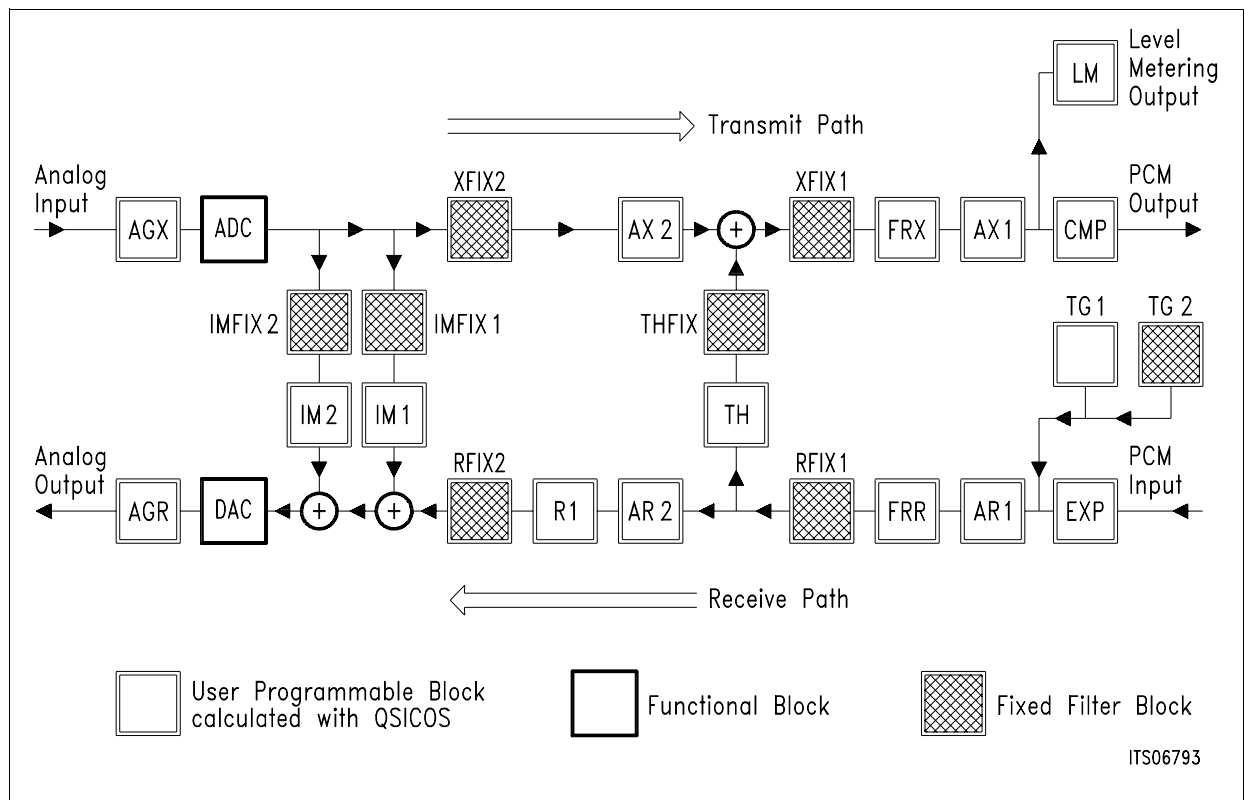 LM
Level
Metering
Output
Transmit Path
Analog
Input
XFIX2
XFIX1
PCM
Output
AGX
ADC
AX 2
+
FRX
AX 1
CMP
IMFIX 2
IMFIX 1
THFIX
TG 1
TG 2
IM 2
IM 1
TH
Analog
Output
RFIX2
RFIX1
PCM
Input
AGR
DAC
+
+
R1
AR 2
FRR
AR 1
EXP
Receive Path
User Programmable Block
calculated with QSICOS
Functional Block
Fixed Filter Block
ITS06793